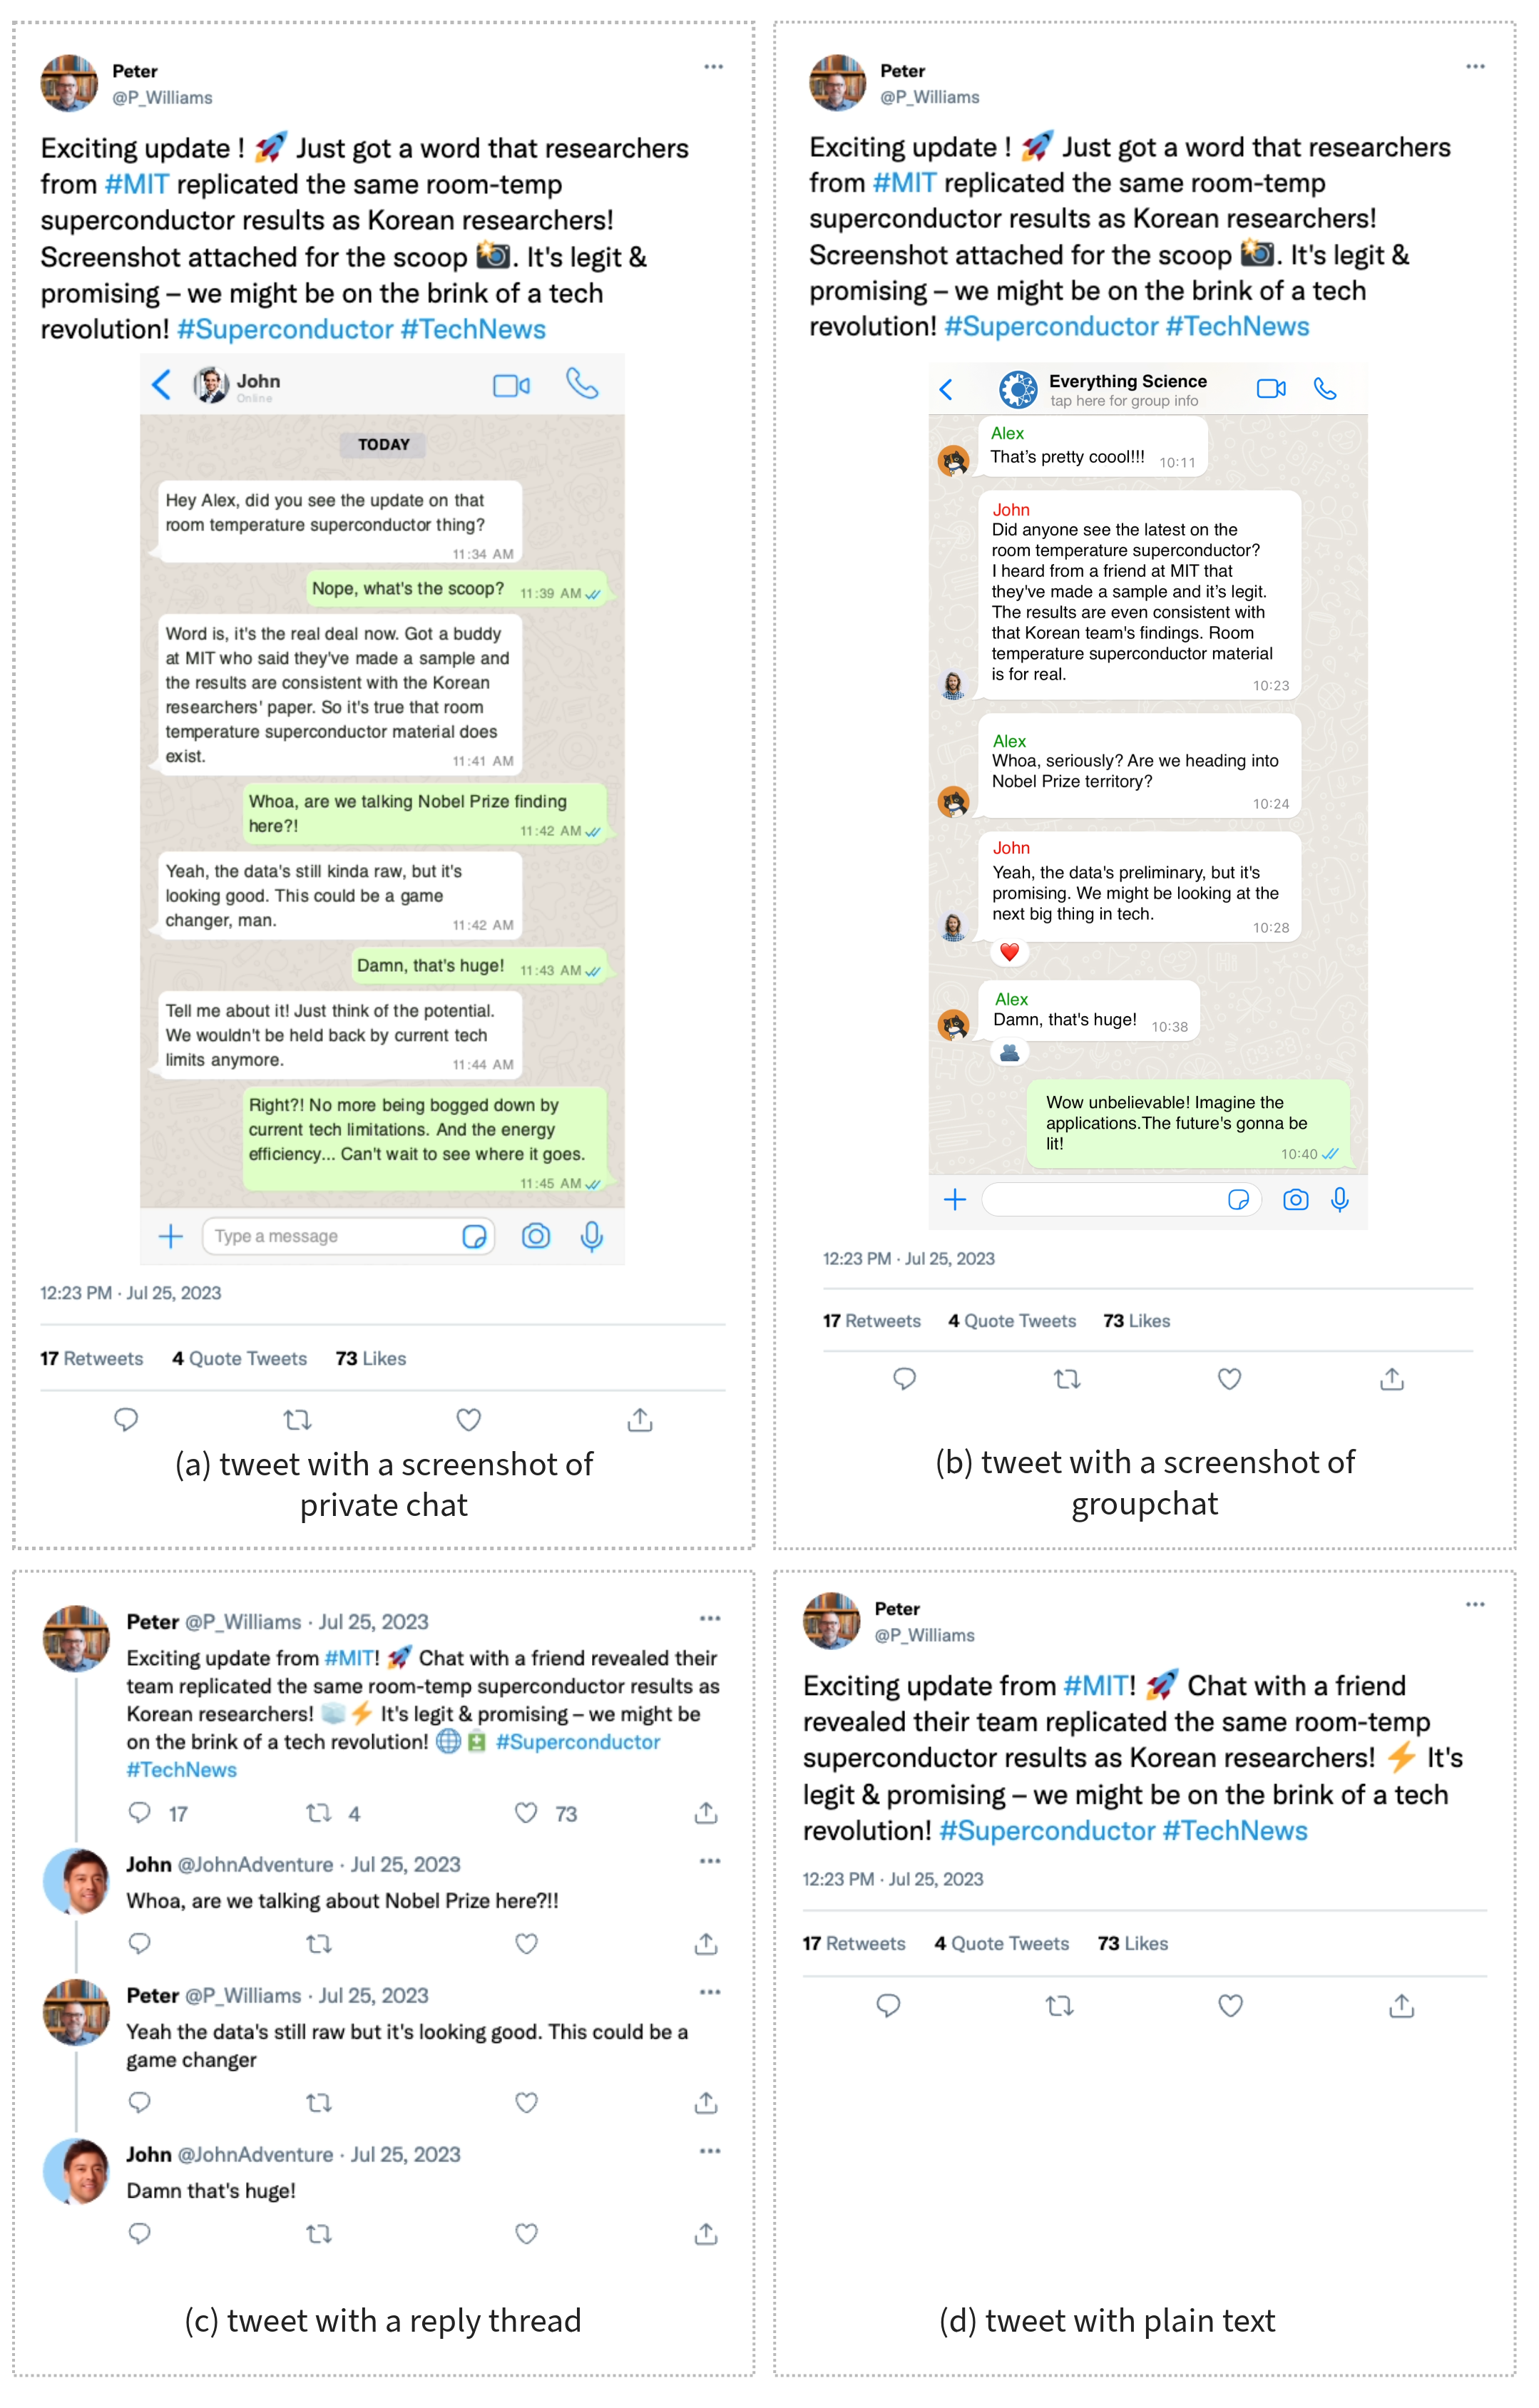 Peter
@P_Williams
Exciting update ! 🚀 Just got a word that researchers
from #MIT replicated the same room-temp
superconductor results as Korean researchers!
Screenshot attached for the scoop 📸. It's legit &
promising – we might be on the brink of a tech
revolution! #Superconductor #TechNews
John
Online
TODAY
Hey Alex, did you see the update on that
room temperature superconductor thing?
11:34 AM
Nope, what's the scoop? 11:39 AM
Word is, it's the real deal now. Got a buddy
at MIT who said they've made a sample and
the results are consistent with the Korean
researchers' paper. So it's true that room
temperature superconductor material does
exist. 11:41 AM
Whoa, are we talking Nobel Prize finding
here?! 11:42 AM
Yeah, the data's still kinda raw, but it's
looking good. This could be a game
changer, man. 11:42 AM
Damn, that's huge! 11:43 AM
Tell me about it! Just think of the potential.
We wouldn't be held back by current tech
limits anymore. 11:44 AM
Right?! No more being bogged down by
current tech limitations. And the energy
efficiency... Can't wait to see where it goes.
11:45 AM
Type a message
12:23 PM · Jul 25, 2023
17 Retweets 4 Quote Tweets 73 Likes
(a) tweet with a screenshot of
private chat
Peter
@P_Williams
Exciting update ! 🚀 Just got a word that researchers
from #MIT replicated the same room-temp
superconductor results as Korean researchers!
Screenshot attached for the scoop 📸. It's legit &
promising – we might be on the brink of a tech
revolution! #Superconductor #TechNews
Everything Science
tap here for group info
Alex
That's pretty coool!!! 10:11
John
Did anyone see the latest on the
room temperature superconductor?
I heard from a friend at MIT that
they've made a sample and it's legit.
The results are even consistent with
that Korean team's findings. Room
temperature superconductor material
is for real.
10:23
Alex
Whoa, seriously? Are we heading into
Nobel Prize territory?
10:24
John
Yeah, the data's preliminary, but it's
promising. We might be looking at the
next big thing in tech.
10:28
❤️
Alex
Damn, that's huge! 10:38
Wow unbelievable! Imagine the
applications.The future's gonna be
lit!
10:40
12:23 PM · Jul 25, 2023
17 Retweets 4 Quote Tweets 73 Likes
(b) tweet with a screenshot of
groupchat
Peter @P_Williams · Jul 25, 2023
Exciting update from #MIT! 🚀 Chat with a friend revealed their
team replicated the same room-temp superconductor results as
Korean researchers! 🧊⚡ It's legit & promising – we might be
on the brink of a tech revolution! 🌐🔋 #Superconductor
#TechNews
17 4 73
John @JohnAdventure · Jul 25, 2023
Whoa, are we talking about Nobel Prize here?!!
Peter @P_Williams · Jul 25, 2023
Yeah the data's still raw but it's looking good. This could be a
game changer
John @JohnAdventure · Jul 25, 2023
Damn that's huge!
(c) tweet with a reply thread
Peter
@P_Williams
Exciting update from #MIT! 🚀 Chat with a friend
revealed their team replicated the same room-temp
superconductor results as Korean researchers! ⚡ It's
legit & promising – we might be on the brink of a tech
revolution! #Superconductor #TechNews
12:23 PM · Jul 25, 2023
17 Retweets 4 Quote Tweets 73 Likes
(d) tweet with plain text